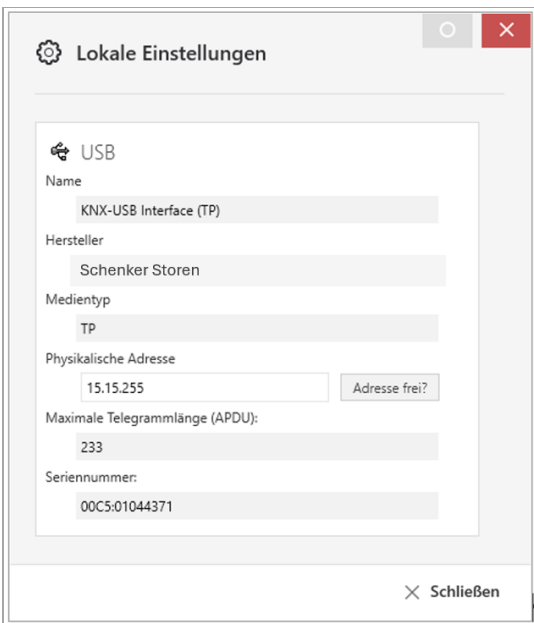 Lokale Einstellungen
USB
Name
KNX-USB Interface (TP)
Hersteller
Schenker Storen
Medientyp
TP
Physikalische Adresse
15.15.255
Adresse frei?
Maximale Telegrammlänge (APDU):
233
Seriennummer:
00C5:01044371
Schließen